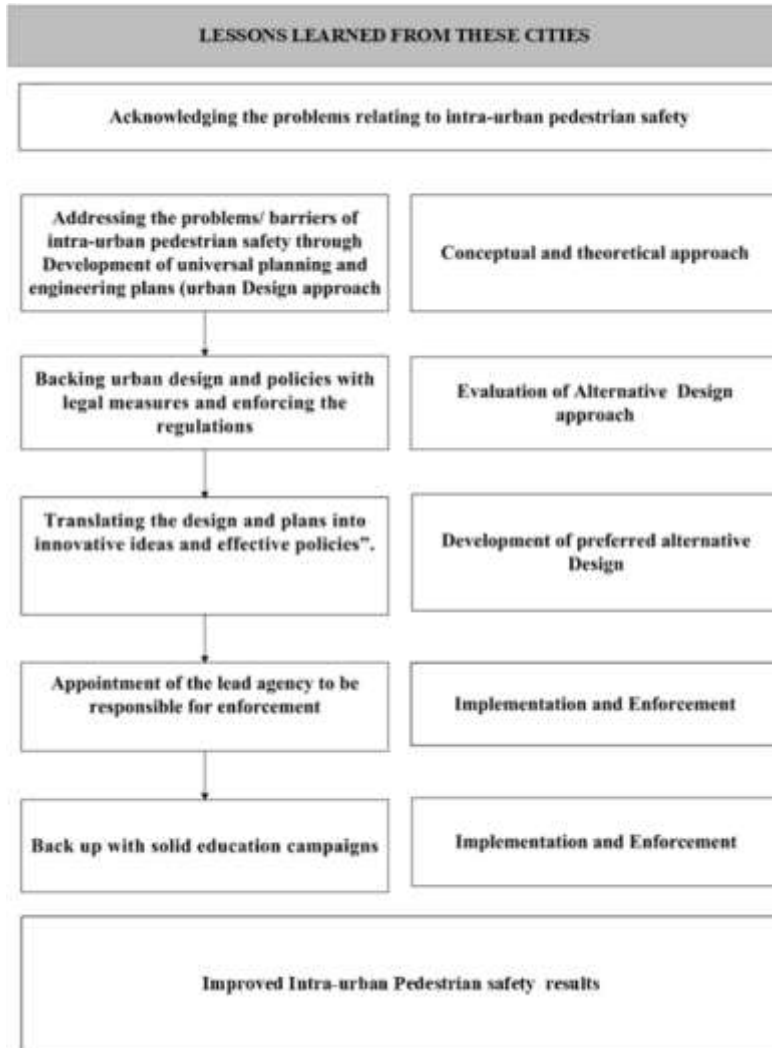 LESSONS LEARNED FROM THESE CITIES
Acknowledging the problems relating to intra-urban pedestrian safety
Addressing the problems/ barriers of
intra-urban pedestrian safety through
Development of universal planning and
engineering plans (urban Design approach
Conceptual and theoretical approach
Backing urban design and policies with
legal measures and enforcing the
regulations
Evaluation of Alternative Design
approach
Translating the design and plans into
innovative ideas and effective policies”.
Development of preferred alternative
Design
Appointment of the lead agency to be
responsible for enforcement
Implementation and Enforcement
Back up with solid education campaigns
Implementation and Enforcement
Improved Intra-urban Pedestrian safety results